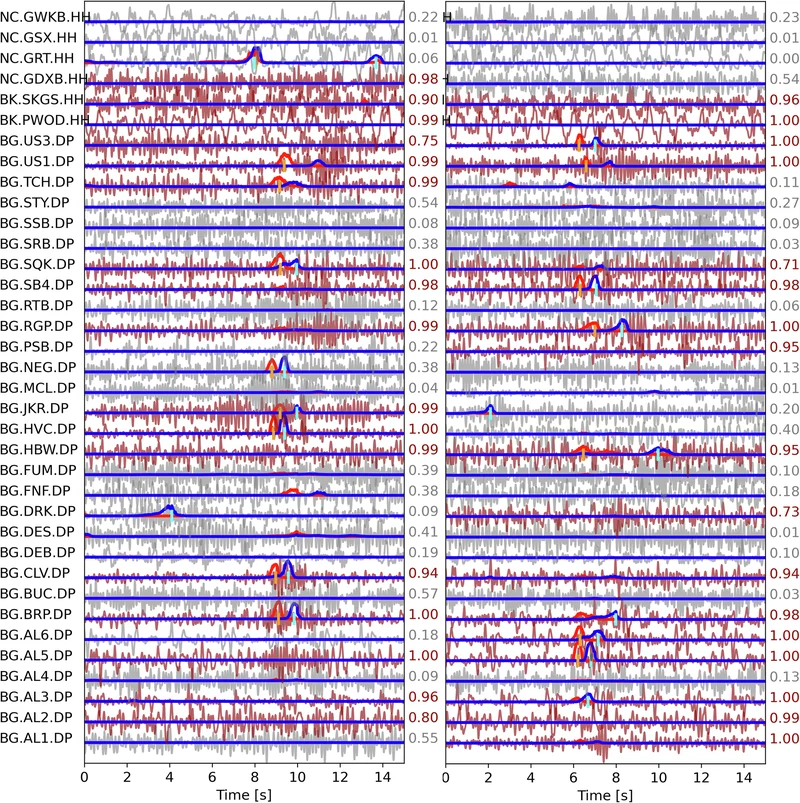 NC.GWKB.HH 0.22 H 0.23
NC.GSX.HH 0.01 0.01
NC.GRT.HH 0.06 0.00
NC.GDXB.HH 0.98 0.54
BK.SKGS.HH 0.90 0.96
BK.PWOD.HH 0.99 H 1.00
BG.US3.DP 0.75 1.00
BG.US1.DP 0.99 1.00
BG.TCH.DP 0.99 0.11
BG.STY.DP 0.54 0.27
BG.SSB.DP 0.08 0.09
BG.SRB.DP 0.38 0.03
BG.SQK.DP 1.00 0.71
BG.SB4.DP 0.98 0.98
BG.RTB.DP 0.12 0.06
BG.RGP.DP 0.99 1.00
BG.PSB.DP 0.22 0.95
BG.NEG.DP 0.38 0.13
BG.MCL.DP 0.04 0.01
BG.JKR.DP 0.99 0.20
BG.HVC.DP 1.00 0.40
BG.HBW.DP 0.99 0.95
BG.FUM.DP 0.39 0.10
BG.FNF.DP 0.38 0.18
BG.DRK.DP 0.09 0.73
BG.DES.DP 0.41 0.01
BG.DEB.DP 0.19 0.10
BG.CLV.DP 0.94 0.94
BG.BUC.DP 0.57 0.03
BG.BRP.DP 1.00 0.98
BG.AL6.DP 0.18 1.00
BG.AL5.DP 1.00 1.00
BG.AL4.DP 0.09 0.13
BG.AL3.DP 0.96 1.00
BG.AL2.DP 0.80 0.99
BG.AL1.DP 0.55 1.00
0 2 4 6 8 10 12 14 0 2 4 6 8 10 12 14
Time [s] Time [s]